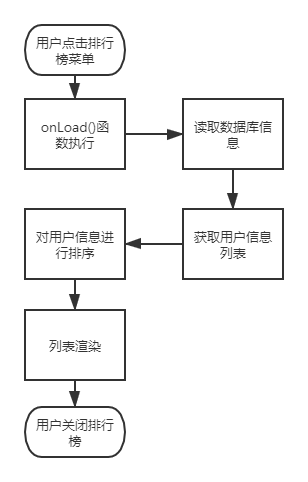 用户点击排行
榜菜单
onLoad()函
数执行
读取数据库信
息
获取用户信息
列表
对用户信息进
行排序
列表渲染
用户关闭排行
榜